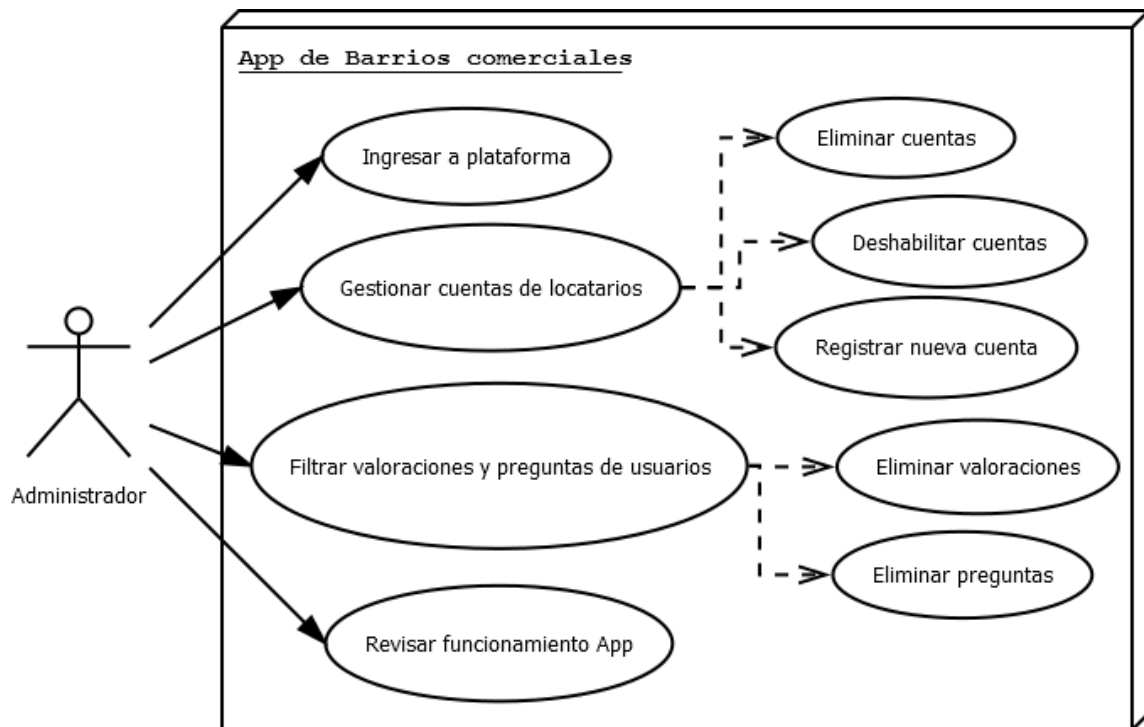 App de Barrios comerciales
Ingresar a plataforma
Eliminar cuentas
Deshabilitar cuentas
Gestionar cuentas de locatarios
Registrar nueva cuenta
Filtrar valoraciones y preguntas de usuarios
Eliminar valoraciones
Administrador
Eliminar preguntas
Revisar funcionamiento App